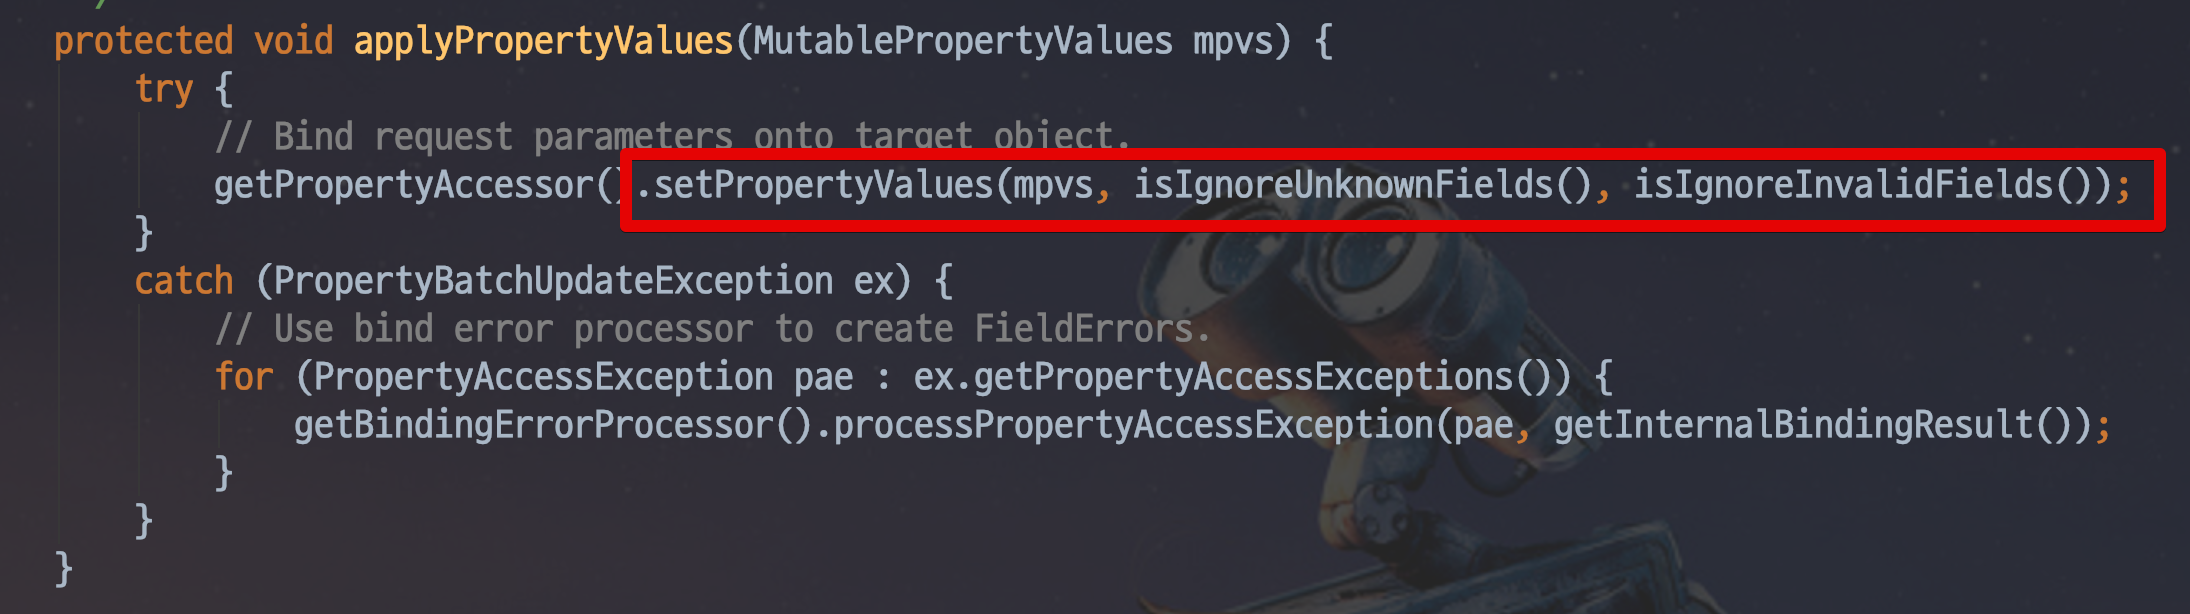 /
protected void applyPropertyValues(MutablePropertyValues mpvs) {
try {
// Bind request parameters onto target object.
getPropertyAccessor().setPropertyValues(mpvs, isIgnoreUnknownFields(), isIgnoreInvalidFields());
}
catch (PropertyBatchUpdateException ex) {
// Use bind error processor to create FieldErrors.
for (PropertyAccessException pae : ex.getPropertyAccessExceptions()) {
getBindingErrorProcessor().processPropertyAccessException(pae, getInternalBindingResult());
}
}
}